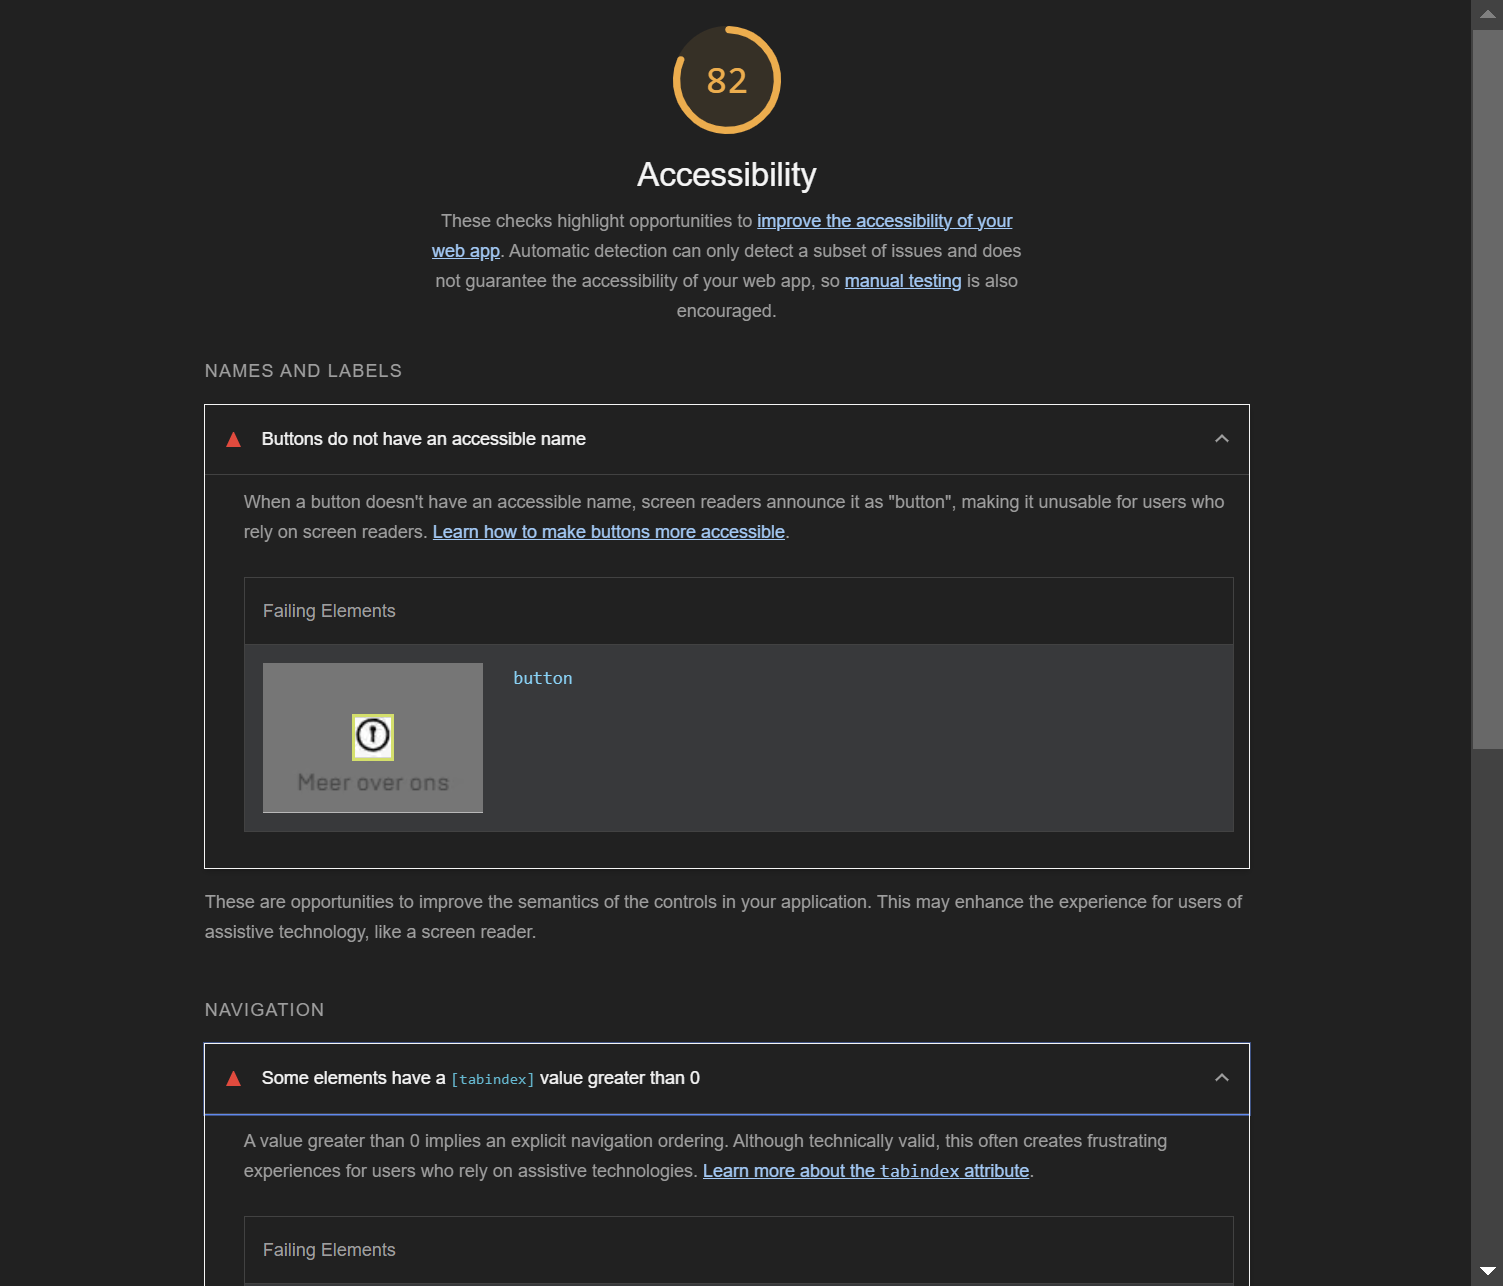 82
Accessibility
These checks highlight opportunities to improve the accessibility of your
web app. Automatic detection can only detect a subset of issues and does
not guarantee the accessibility of your web app, so manual testing is also
encouraged.
NAMES AND LABELS
Buttons do not have an accessible name
When a button doesn't have an accessible name, screen readers announce it as "button", making it unusable for users who
rely on screen readers. Learn how to make buttons more accessible.
Failing Elements
button
Meer over ons
These are opportunities to improve the semantics of the controls in your application. This may enhance the experience for users of
assistive technology, like a screen reader.
NAVIGATION
Some elements have a [tabindex] value greater than 0
A value greater than 0 implies an explicit navigation ordering. Although technically valid, this often creates frustrating
experiences for users who rely on assistive technologies. Learn more about the tabindex attribute.
Failing Elements